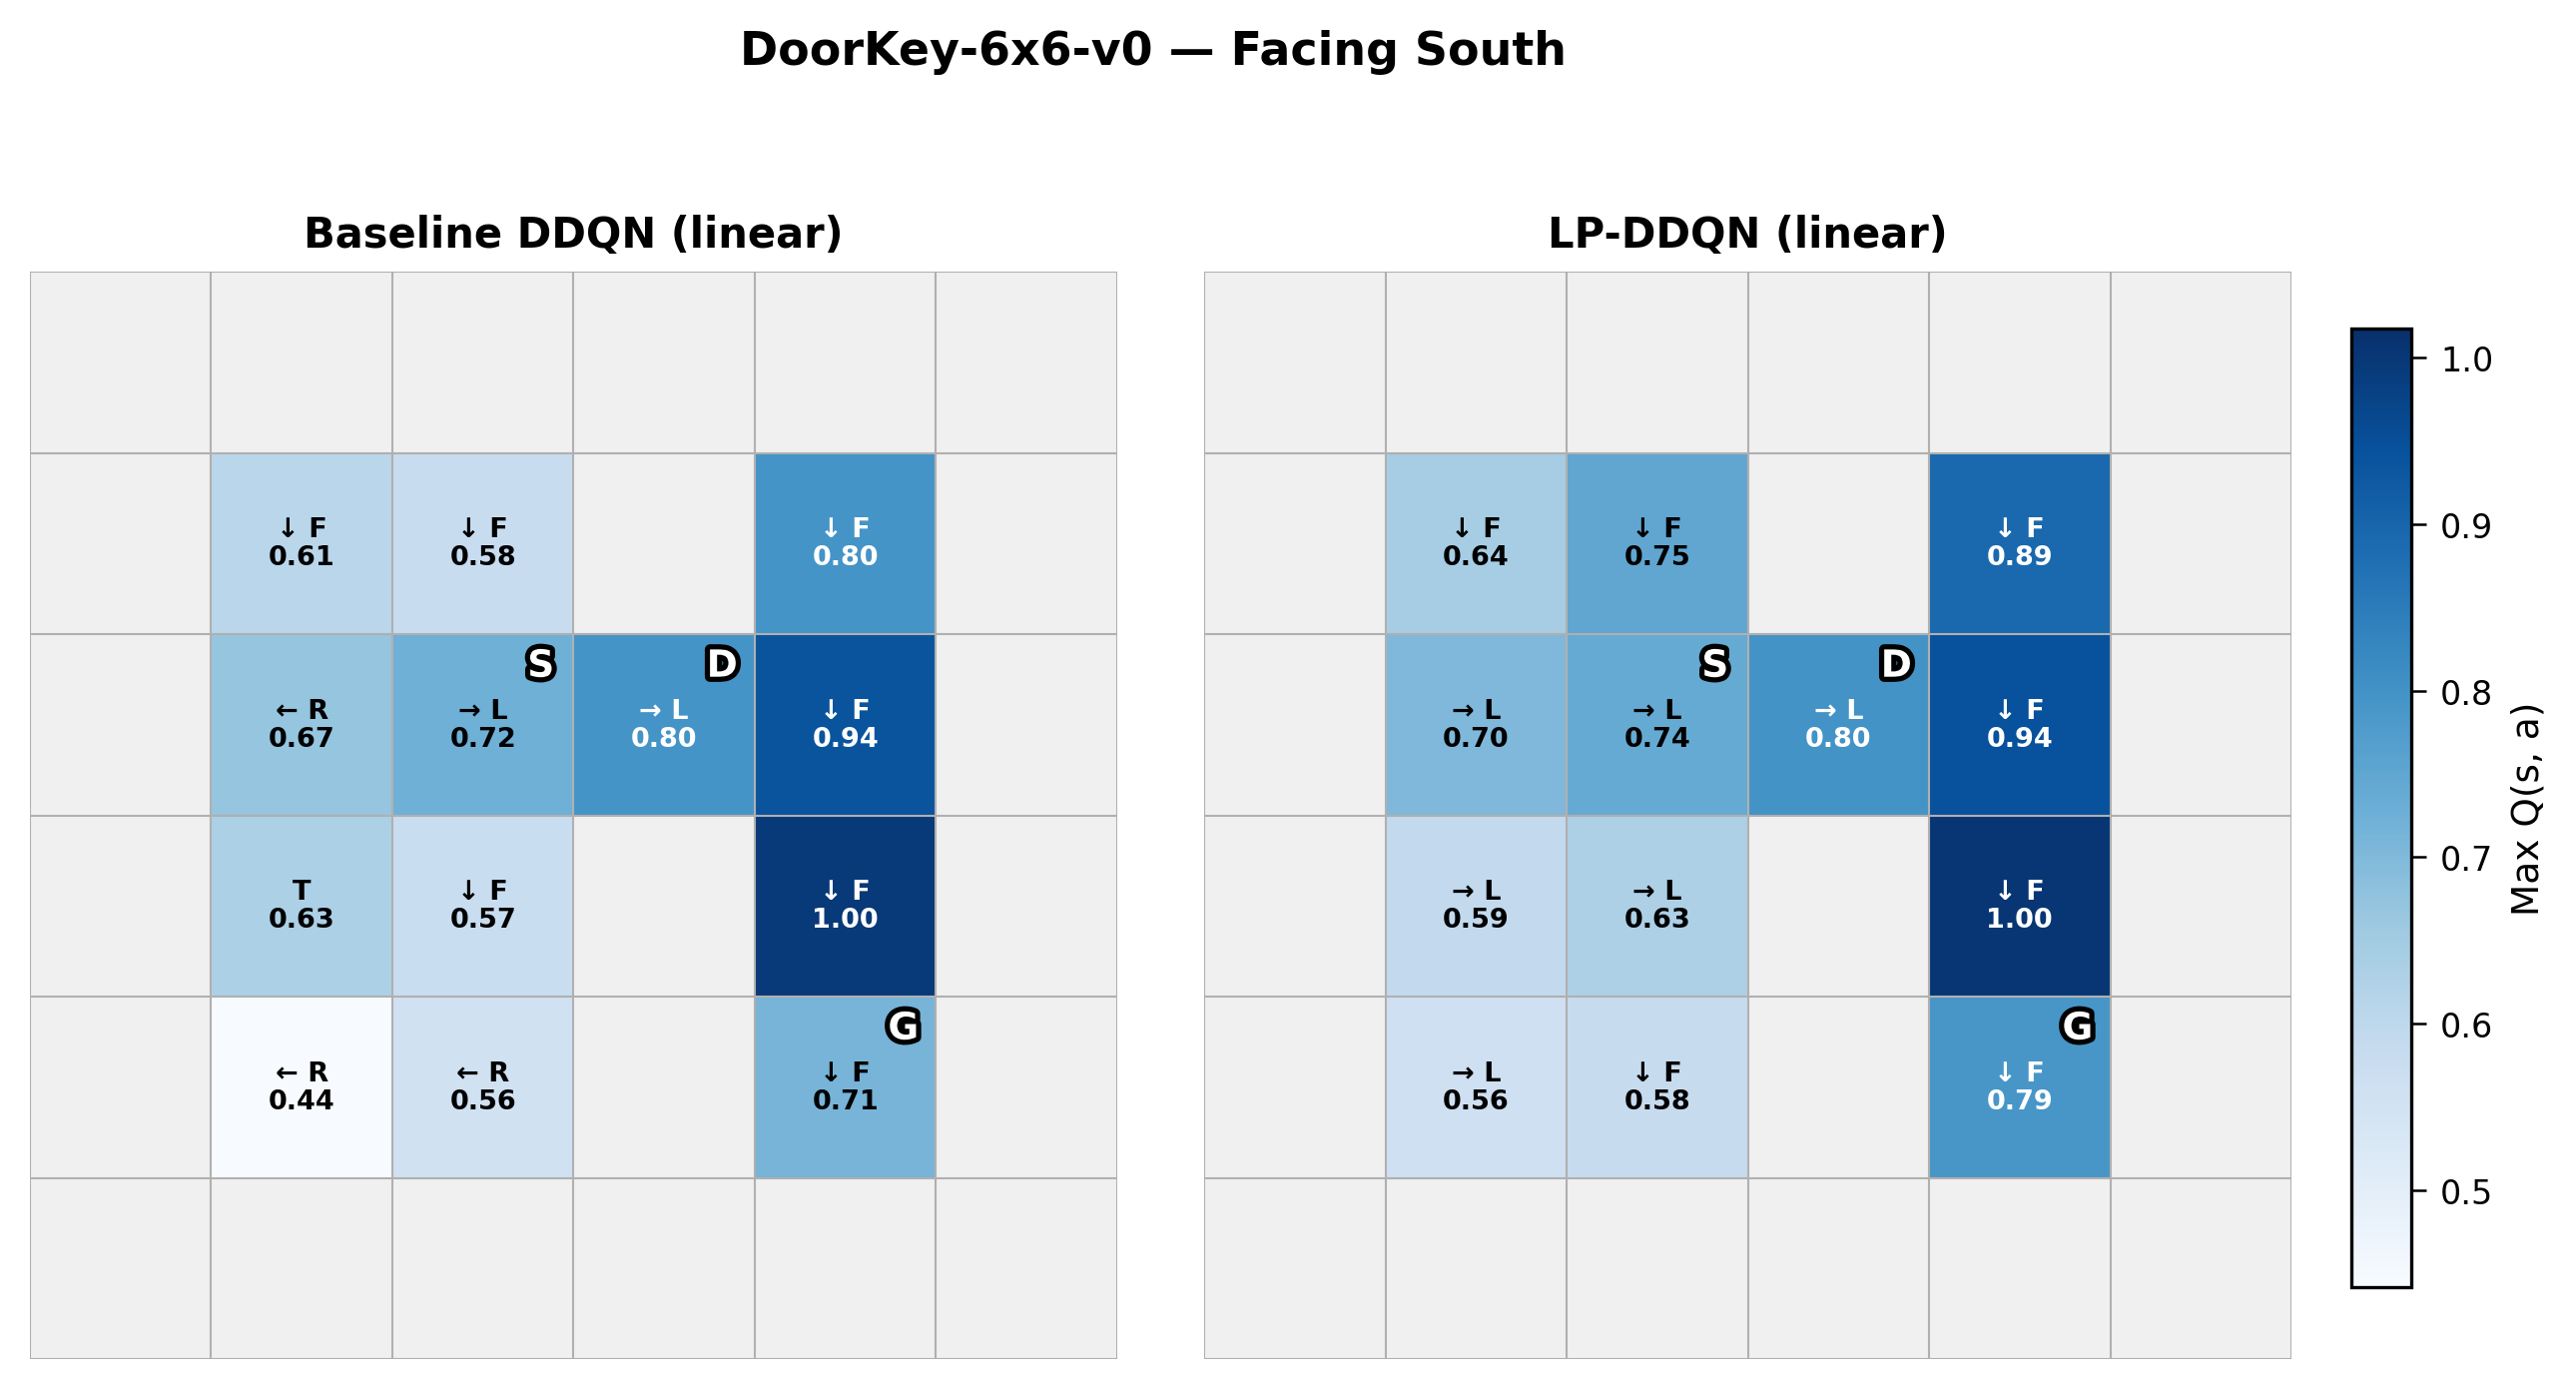 DoorKey-6x6-v0 — Facing South
Baseline DDQN (linear)
↓ F
0.61
↓ F
0.58
↓ F
0.80
← R
0.67
S
→ L
0.72
D
→ L
0.80
↓ F
0.94
T
0.63
↓ F
0.57
↓ F
1.00
← R
0.44
← R
0.56
G
↓ F
0.71
LP-DDQN (linear)
↓ F
0.64
↓ F
0.75
↓ F
0.89
→ L
0.70
S
→ L
0.74
D
→ L
0.80
↓ F
0.94
→ L
0.59
→ L
0.63
↓ F
1.00
→ L
0.56
↓ F
0.58
G
↓ F
0.79
1.0
0.9
0.8
0.7
0.6
0.5
Max Q(s, a)